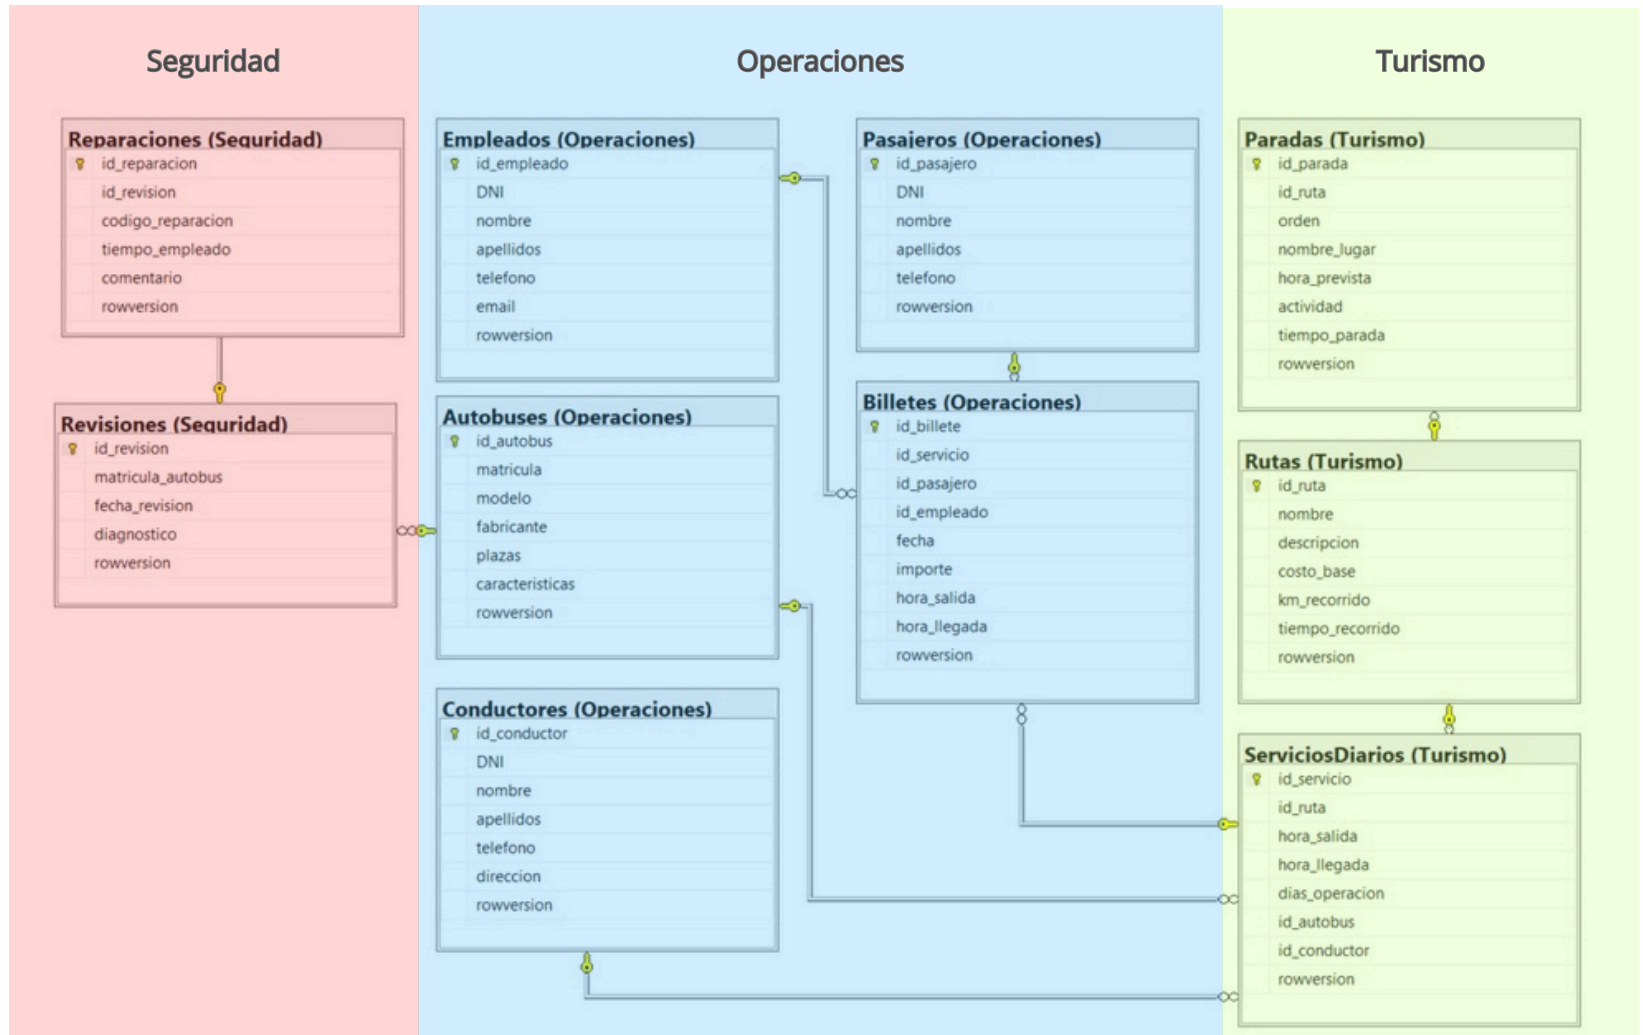 Seguridad
Operaciones
Turismo
Reparaciones (Seguridad)
id_reparacion
id_revision
codigo_reparacion
tiempo_empleado
comentario
rowversion
Revisiones (Seguridad)
id_revision
matricula_autobus
fecha_revision
diagnostico
rowversion
Empleados (Operaciones)
id_empleado
DNI
nombre
apellidos
telefono
email
rowversion
Autobuses (Operaciones)
id_autobus
matricula
modelo
fabricante
plazas
caracteristicas
rowversion
Conductores (Operaciones)
id_conductor
DNI
nombre
apellidos
telefono
direccion
rowversion
Pasajeros (Operaciones)
id_pasajero
DNI
nombre
apellidos
telefono
rowversion
Billetes (Operaciones)
id_billete
id_servicio
id_pasajero
id_empleado
fecha
importe
hora_salida
hora_llegada
rowversion
Paradas (Turismo)
id_parada
id_ruta
orden
nombre_lugar
hora_prevista
actividad
tiempo_parada
rowversion
Rutas (Turismo)
id_ruta
nombre
descripcion
costo_base
km_recorrido
tiempo_recorrido
rowversion
ServiciosDiarios (Turismo)
id_servicio
id_ruta
hora_salida
hora_llegada
dias_operacion
id_autobus
id_conductor
rowversion